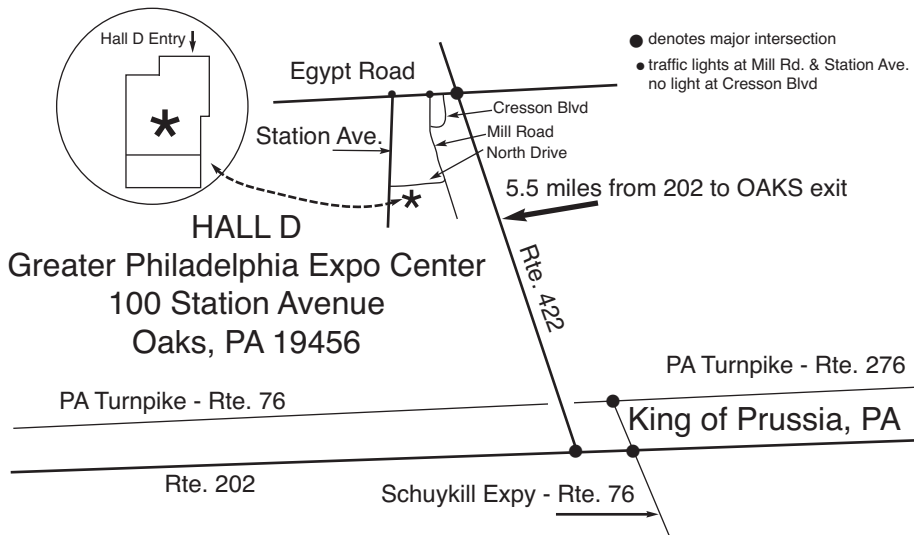 Hall D Entry
● denotes major intersection
• traffic lights at Mill Rd. & Station Ave.
no light at Cresson Blvd
Egypt Road
Cresson Blvd
Station Ave.
Mill Road
North Drive
5.5 miles from 202 to OAKS exit
*
*
HALL D
Greater Philadelphia Expo Center
100 Station Avenue
Oaks, PA 19456
Rte. 422
PA Turnpike - Rte. 276
PA Turnpike - Rte. 76
King of Prussia, PA
Rte. 202
Schuykill Expy - Rte. 76